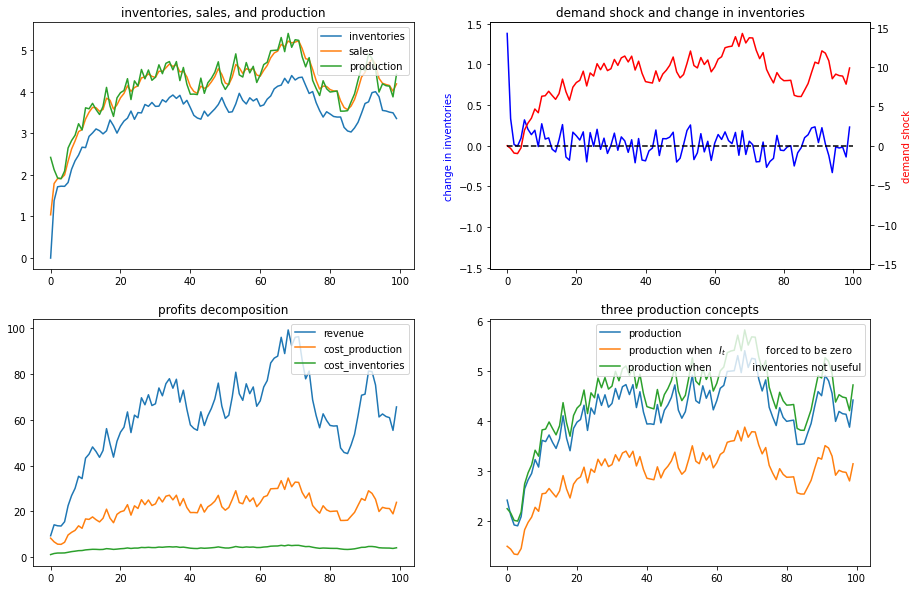 inventories, sales, and production
inventories
sales
production
5
4
3
2
1
0
0 20 40 60 80 100
demand shock and change in inventories
1.5
1.0
0.5
0.0
−0.5
−1.0
−1.5
change in inventories
15
10
5
0
−5
−10
−15
demand shock
0 20 40 60 80 100
profits decomposition
revenue
cost_production
cost_inventories
100
80
60
40
20
0
0 20 40 60 80 100
three production concepts
production
production when I_t forced to be zero
production when inventories not useful
6
5
4
3
2
0 20 40 60 80 100